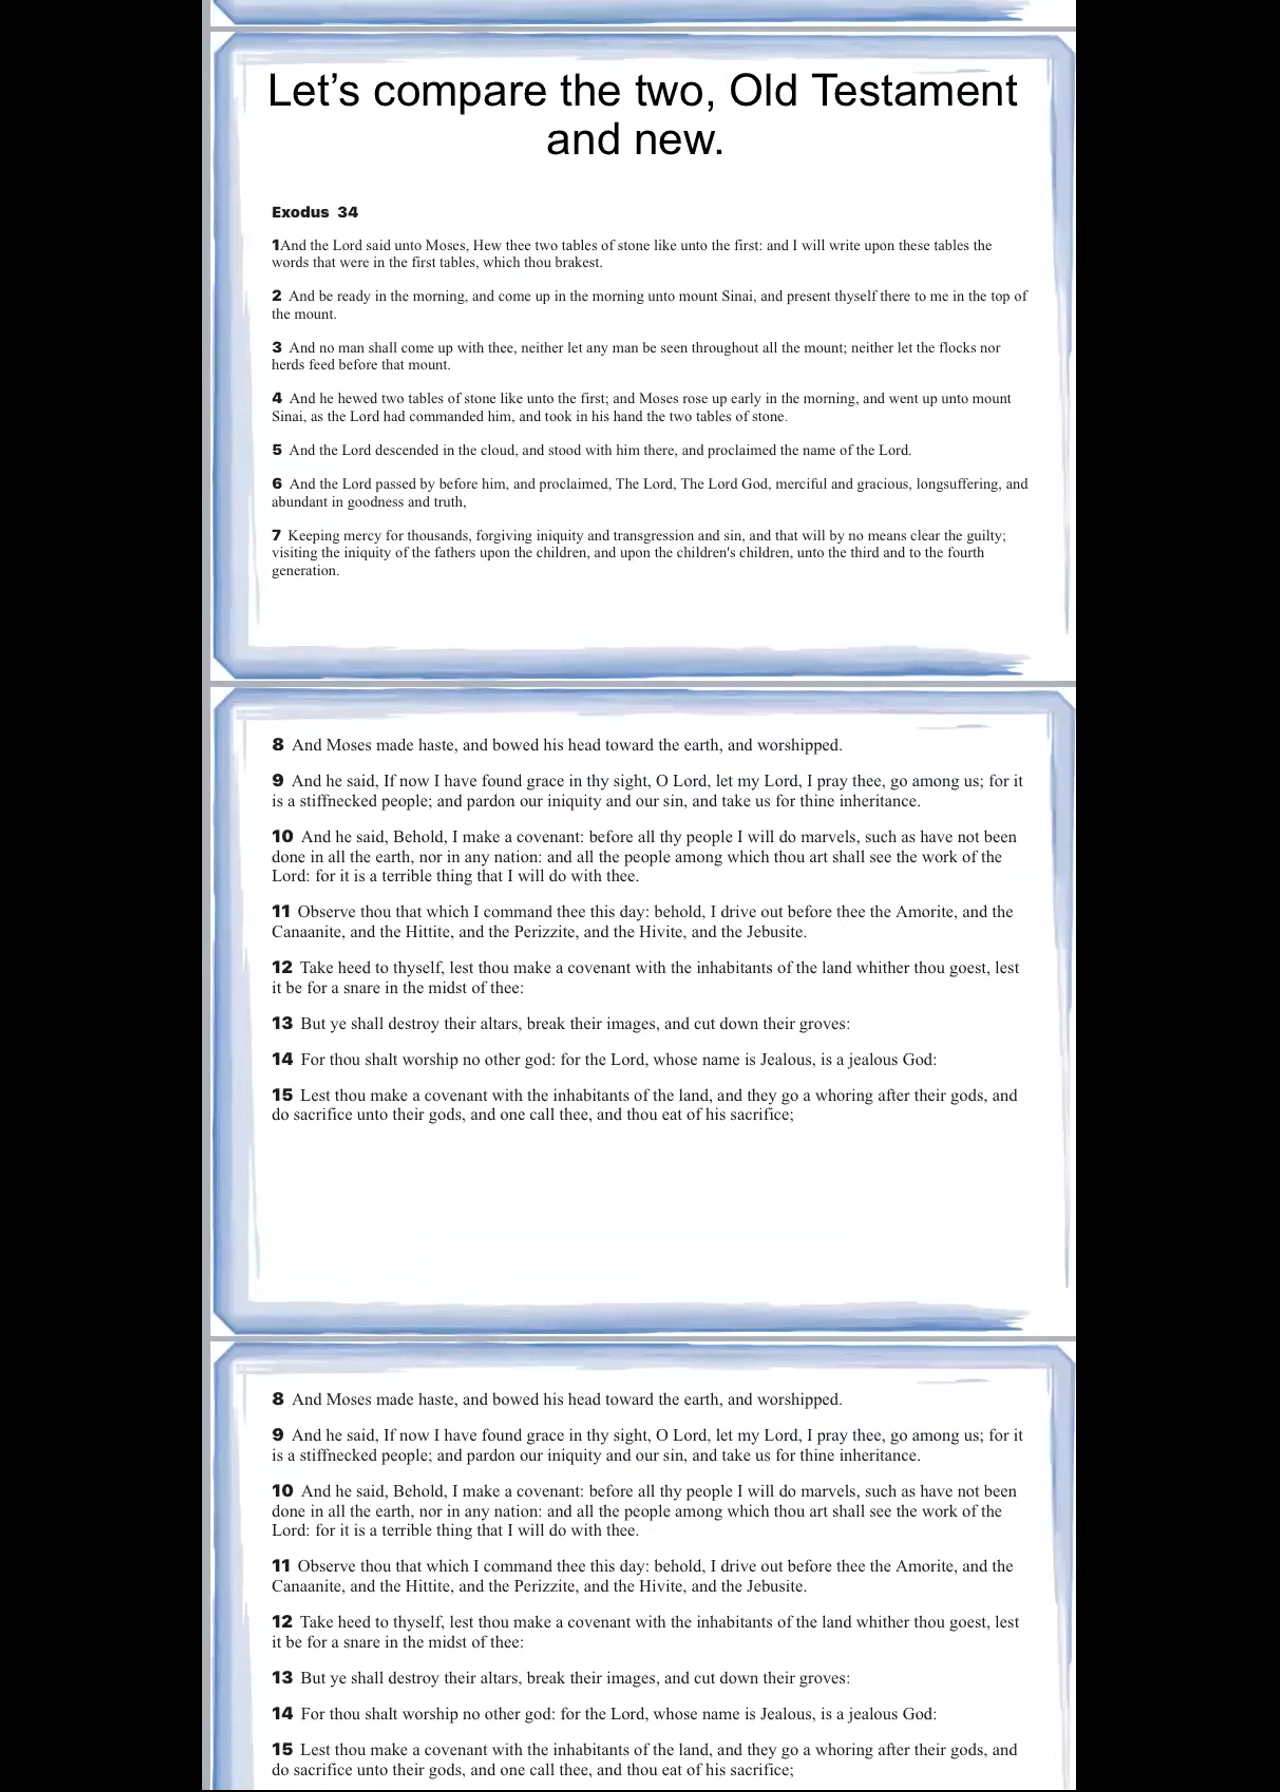 Let’s compare the two, Old Testament
and new.
Exodus 34
1And the Lord said unto Moses, Hew thee two tables of stone like unto the first: and I will write upon these tables the
words that were in the first tables, which thou brakest.
2 And be ready in the morning, and come up in the morning unto mount Sinai, and present thyself there to me in the top of
the mount.
3 And no man shall come up with thee, neither let any man be seen throughout all the mount; neither let the flocks nor
herds feed before that mount.
4 And he hewed two tables of stone like unto the first; and Moses rose up early in the morning, and went up unto mount
Sinai, as the Lord had commanded him, and took in his hand the two tables of stone.
5 And the Lord descended in the cloud, and stood with him there, and proclaimed the name of the Lord.
6 And the Lord passed by before him, and proclaimed, The Lord, The Lord God, merciful and gracious, longsuffering, and
abundant in goodness and truth,
7 Keeping mercy for thousands, forgiving iniquity and transgression and sin, and that will by no means clear the guilty;
visiting the iniquity of the fathers upon the children, and upon the children's children, unto the third and to the fourth
generation.
8 And Moses made haste, and bowed his head toward the earth, and worshipped.
9 And he said, If now I have found grace in thy sight, O Lord, let my Lord, I pray thee, go among us; for it
is a stiffnecked people; and pardon our iniquity and our sin, and take us for thine inheritance.
10 And he said, Behold, I make a covenant: before all thy people I will do marvels, such as have not been
done in all the earth, nor in any nation: and all the people among which thou art shall see the work of the
Lord: for it is a terrible thing that I will do with thee.
11 Observe thou that which I command thee this day: behold, I drive out before thee the Amorite, and the
Canaanite, and the Hittite, and the Perizzite, and the Hivite, and the Jebusite.
12 Take heed to thyself, lest thou make a covenant with the inhabitants of the land whither thou goest, lest
it be for a snare in the midst of thee:
13 But ye shall destroy their altars, break their images, and cut down their groves:
14 For thou shalt worship no other god: for the Lord, whose name is Jealous, is a jealous God:
15 Lest thou make a covenant with the inhabitants of the land, and they go a whoring after their gods, and
do sacrifice unto their gods, and one call thee, and thou eat of his sacrifice;
8 And Moses made haste, and bowed his head toward the earth, and worshipped.
9 And he said, If now I have found grace in thy sight, O Lord, let my Lord, I pray thee, go among us; for it
is a stiffnecked people; and pardon our iniquity and our sin, and take us for thine inheritance.
10 And he said, Behold, I make a covenant: before all thy people I will do marvels, such as have not been
done in all the earth, nor in any nation: and all the people among which thou art shall see the work of the
Lord: for it is a terrible thing that I will do with thee.
11 Observe thou that which I command thee this day: behold, I drive out before thee the Amorite, and the
Canaanite, and the Hittite, and the Perizzite, and the Hivite, and the Jebusite.
12 Take heed to thyself, lest thou make a covenant with the inhabitants of the land whither thou goest, lest
it be for a snare in the midst of thee:
13 But ye shall destroy their altars, break their images, and cut down their groves:
14 For thou shalt worship no other god: for the Lord, whose name is Jealous, is a jealous God:
15 Lest thou make a covenant with the inhabitants of the land, and they go a whoring after their gods, and
do sacrifice unto their gods, and one call thee, and thou eat of his sacrifice;